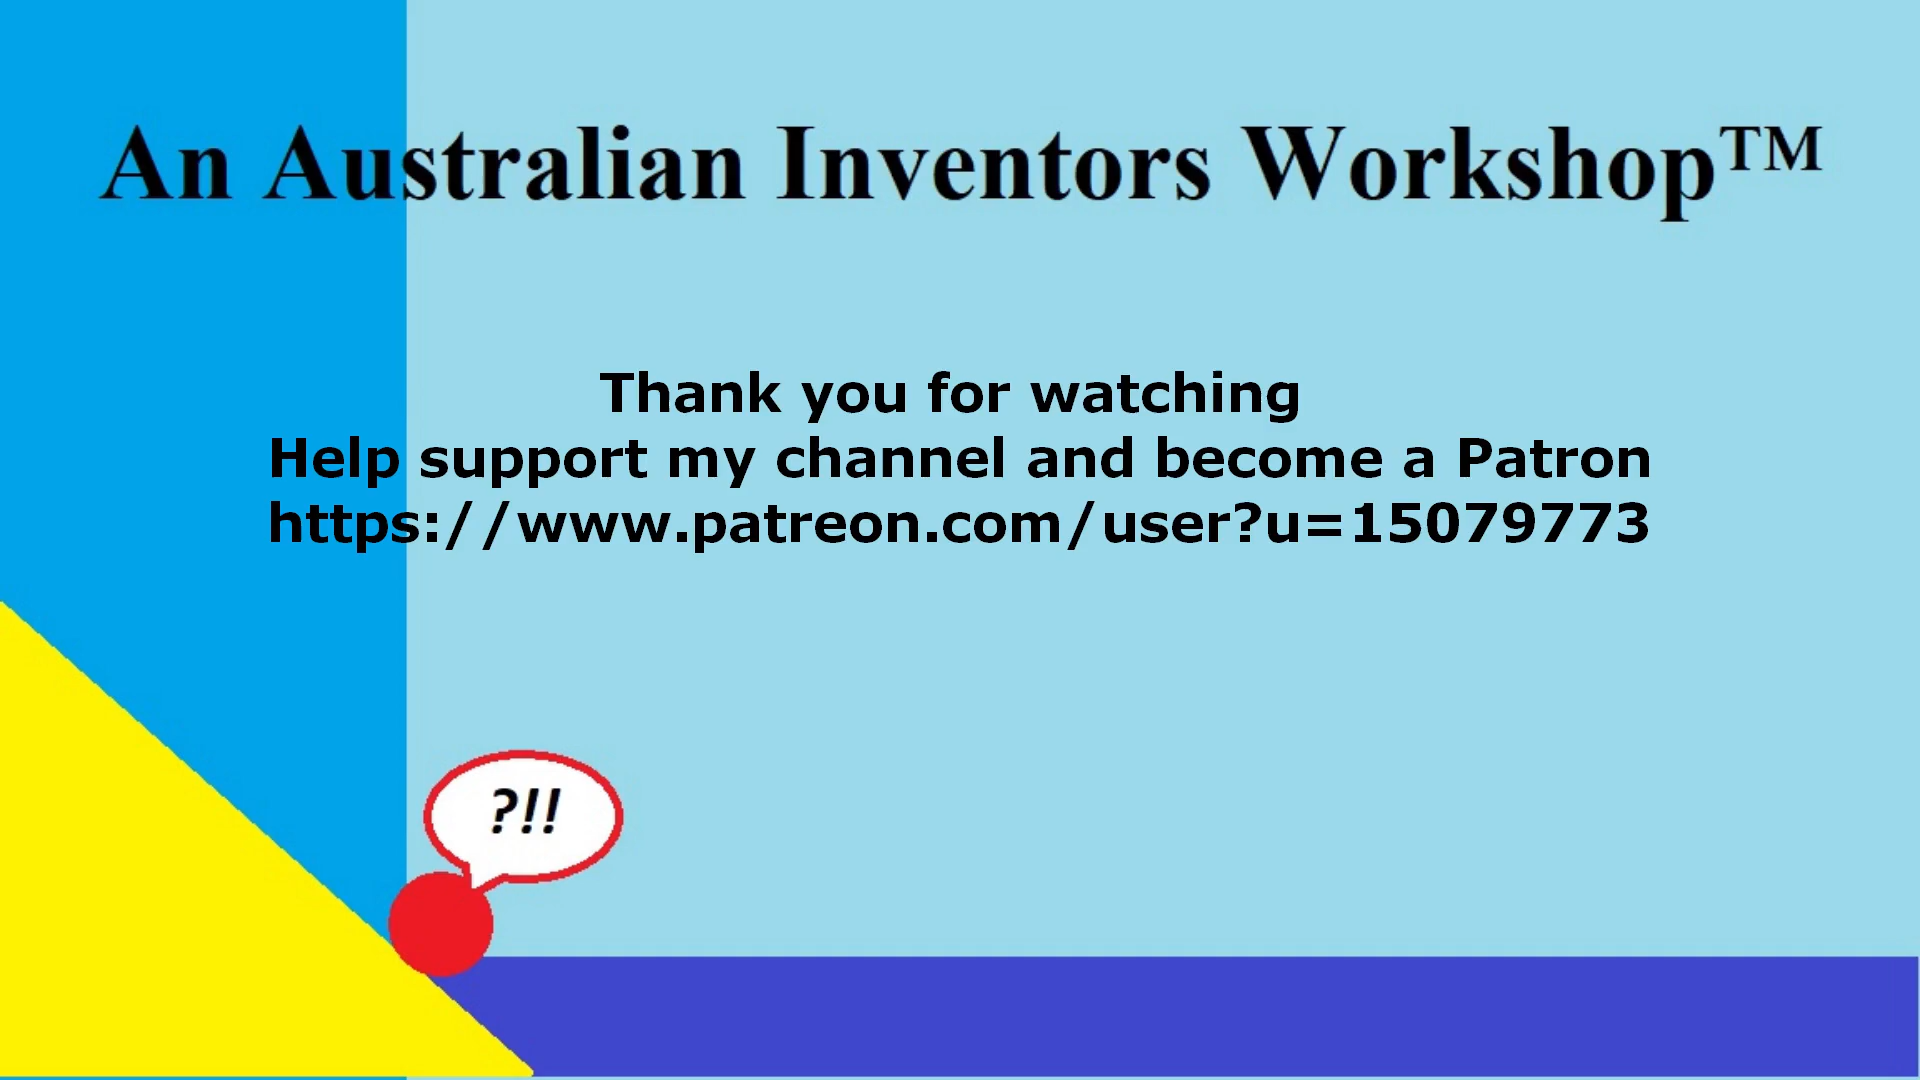 An Australian Inventors Workshop™
Thank you for watching
Help support my channel and become a Patron
https://www.patreon.com/user?u=15079773
?!!